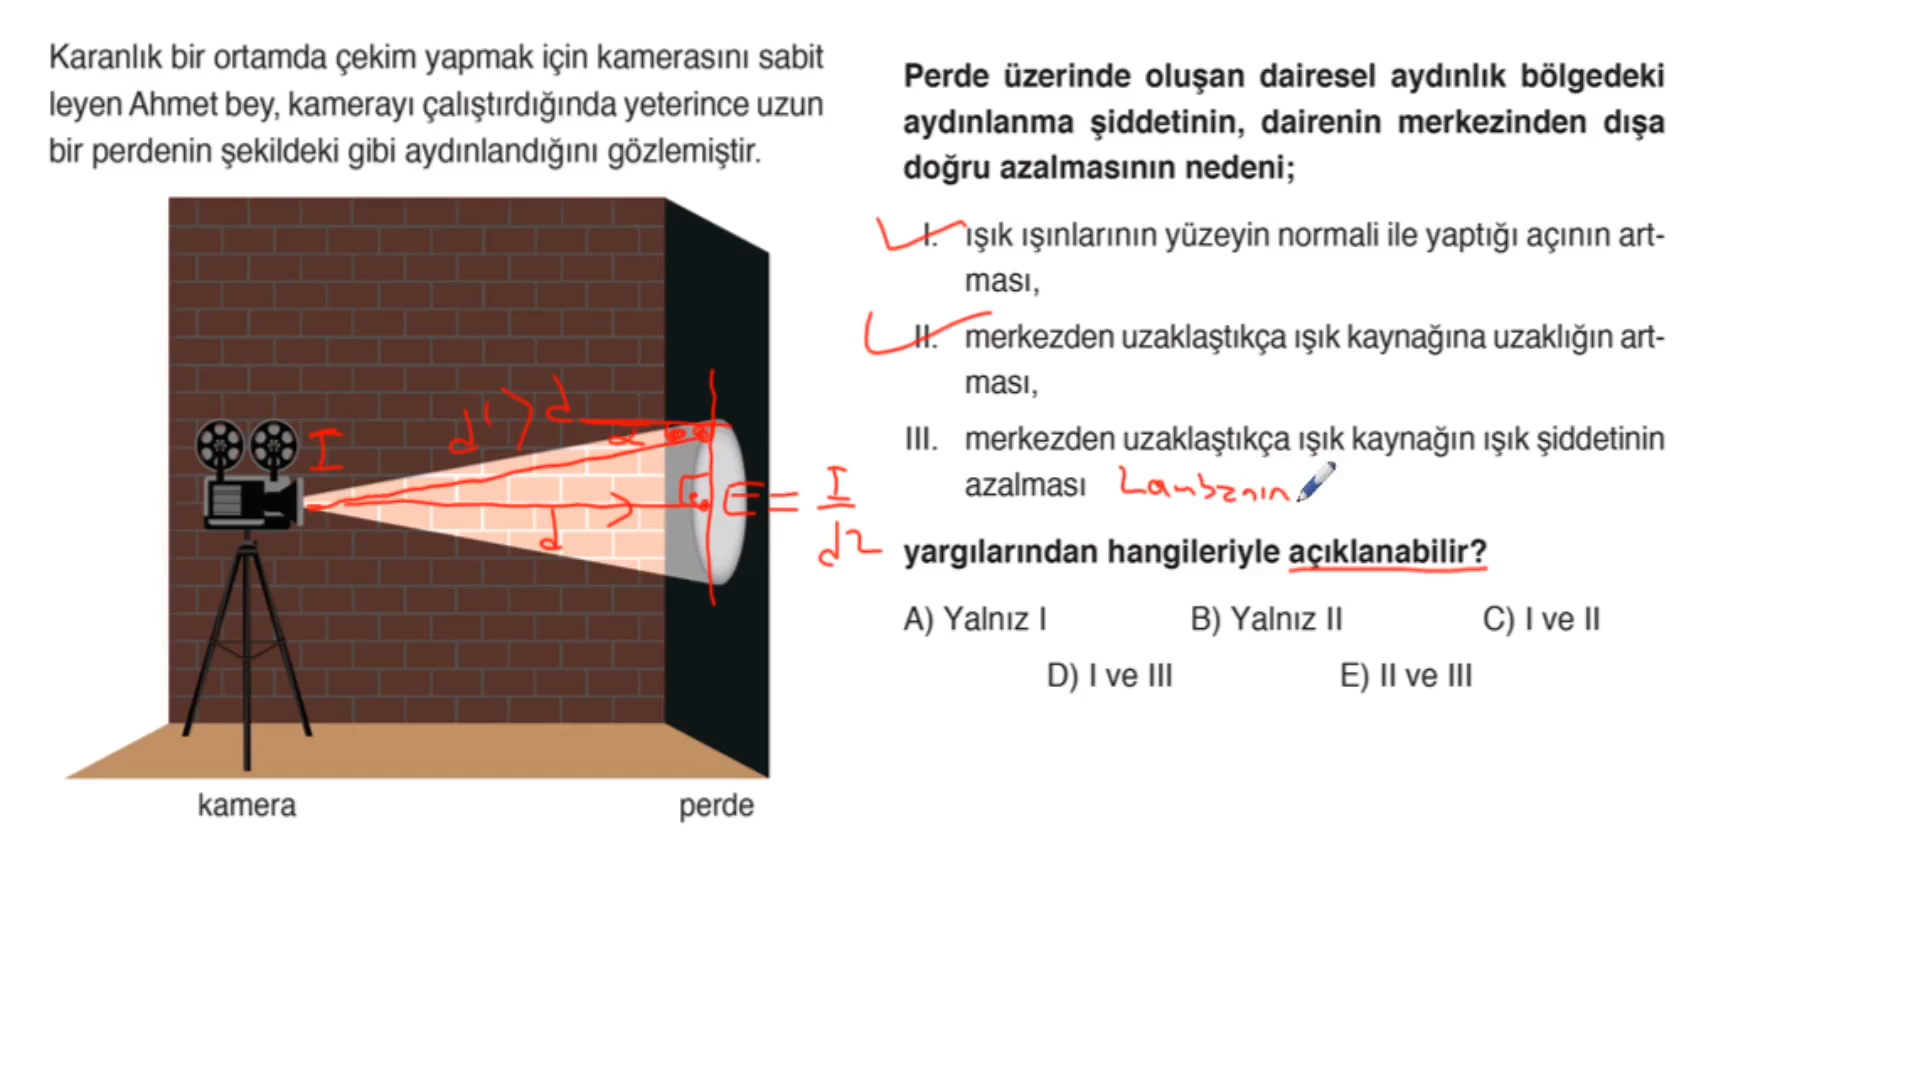 Karanlık bir ortamda çekim yapmak için kamerasını sabit
leyen Ahmet bey, kamerayı çalıştırdığında yeterince uzun
bir perdenin şekildeki gibi aydınlandığını gözlemiştir.
I
d' > d
α
d
E = I
d2
kamera
perde
Perde üzerinde oluşan dairesel aydınlık bölgedeki
aydınlanma şiddetinin, dairenin merkezinden dışa
doğru azalmasının nedeni;
I. ışık ışınlarının yüzeyin normali ile yaptığı açının art-
ması,
II. merkezden uzaklaştıkça ışık kaynağına uzaklığın art-
ması,
III. merkezden uzaklaştıkça ışık kaynağın ışık şiddetinin
azalması
yargılarından hangileriyle açıklanabilir?
A) Yalnız I B) Yalnız II C) I ve II
D) I ve III E) II ve III